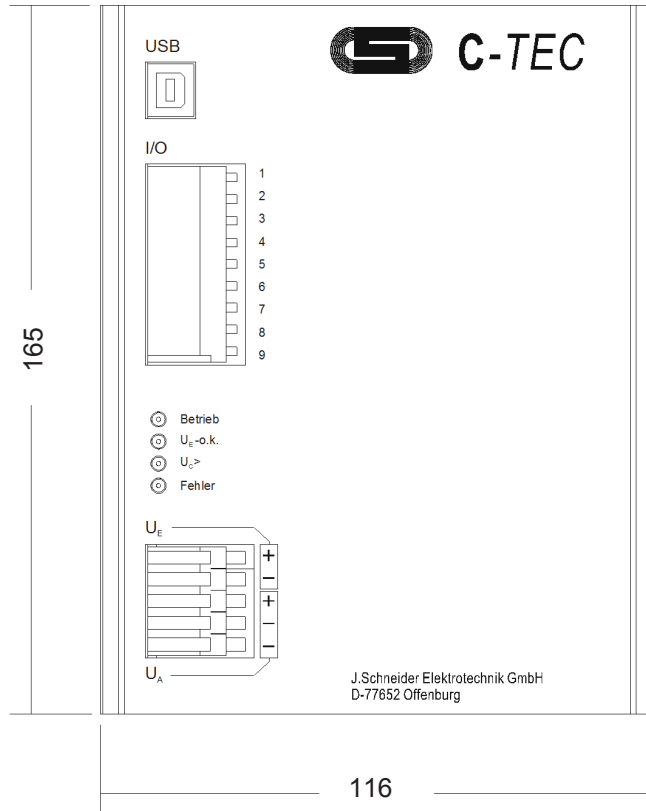 USB
C-TEC
I/O
1
2
3
4
5
6
7
8
9
165
Betrieb
UE-o.k.
UC>
Fehler
UE
+
−
+
−
−
UA
J.Schneider Elektrotechnik GmbH
D-77652 Offenburg
116